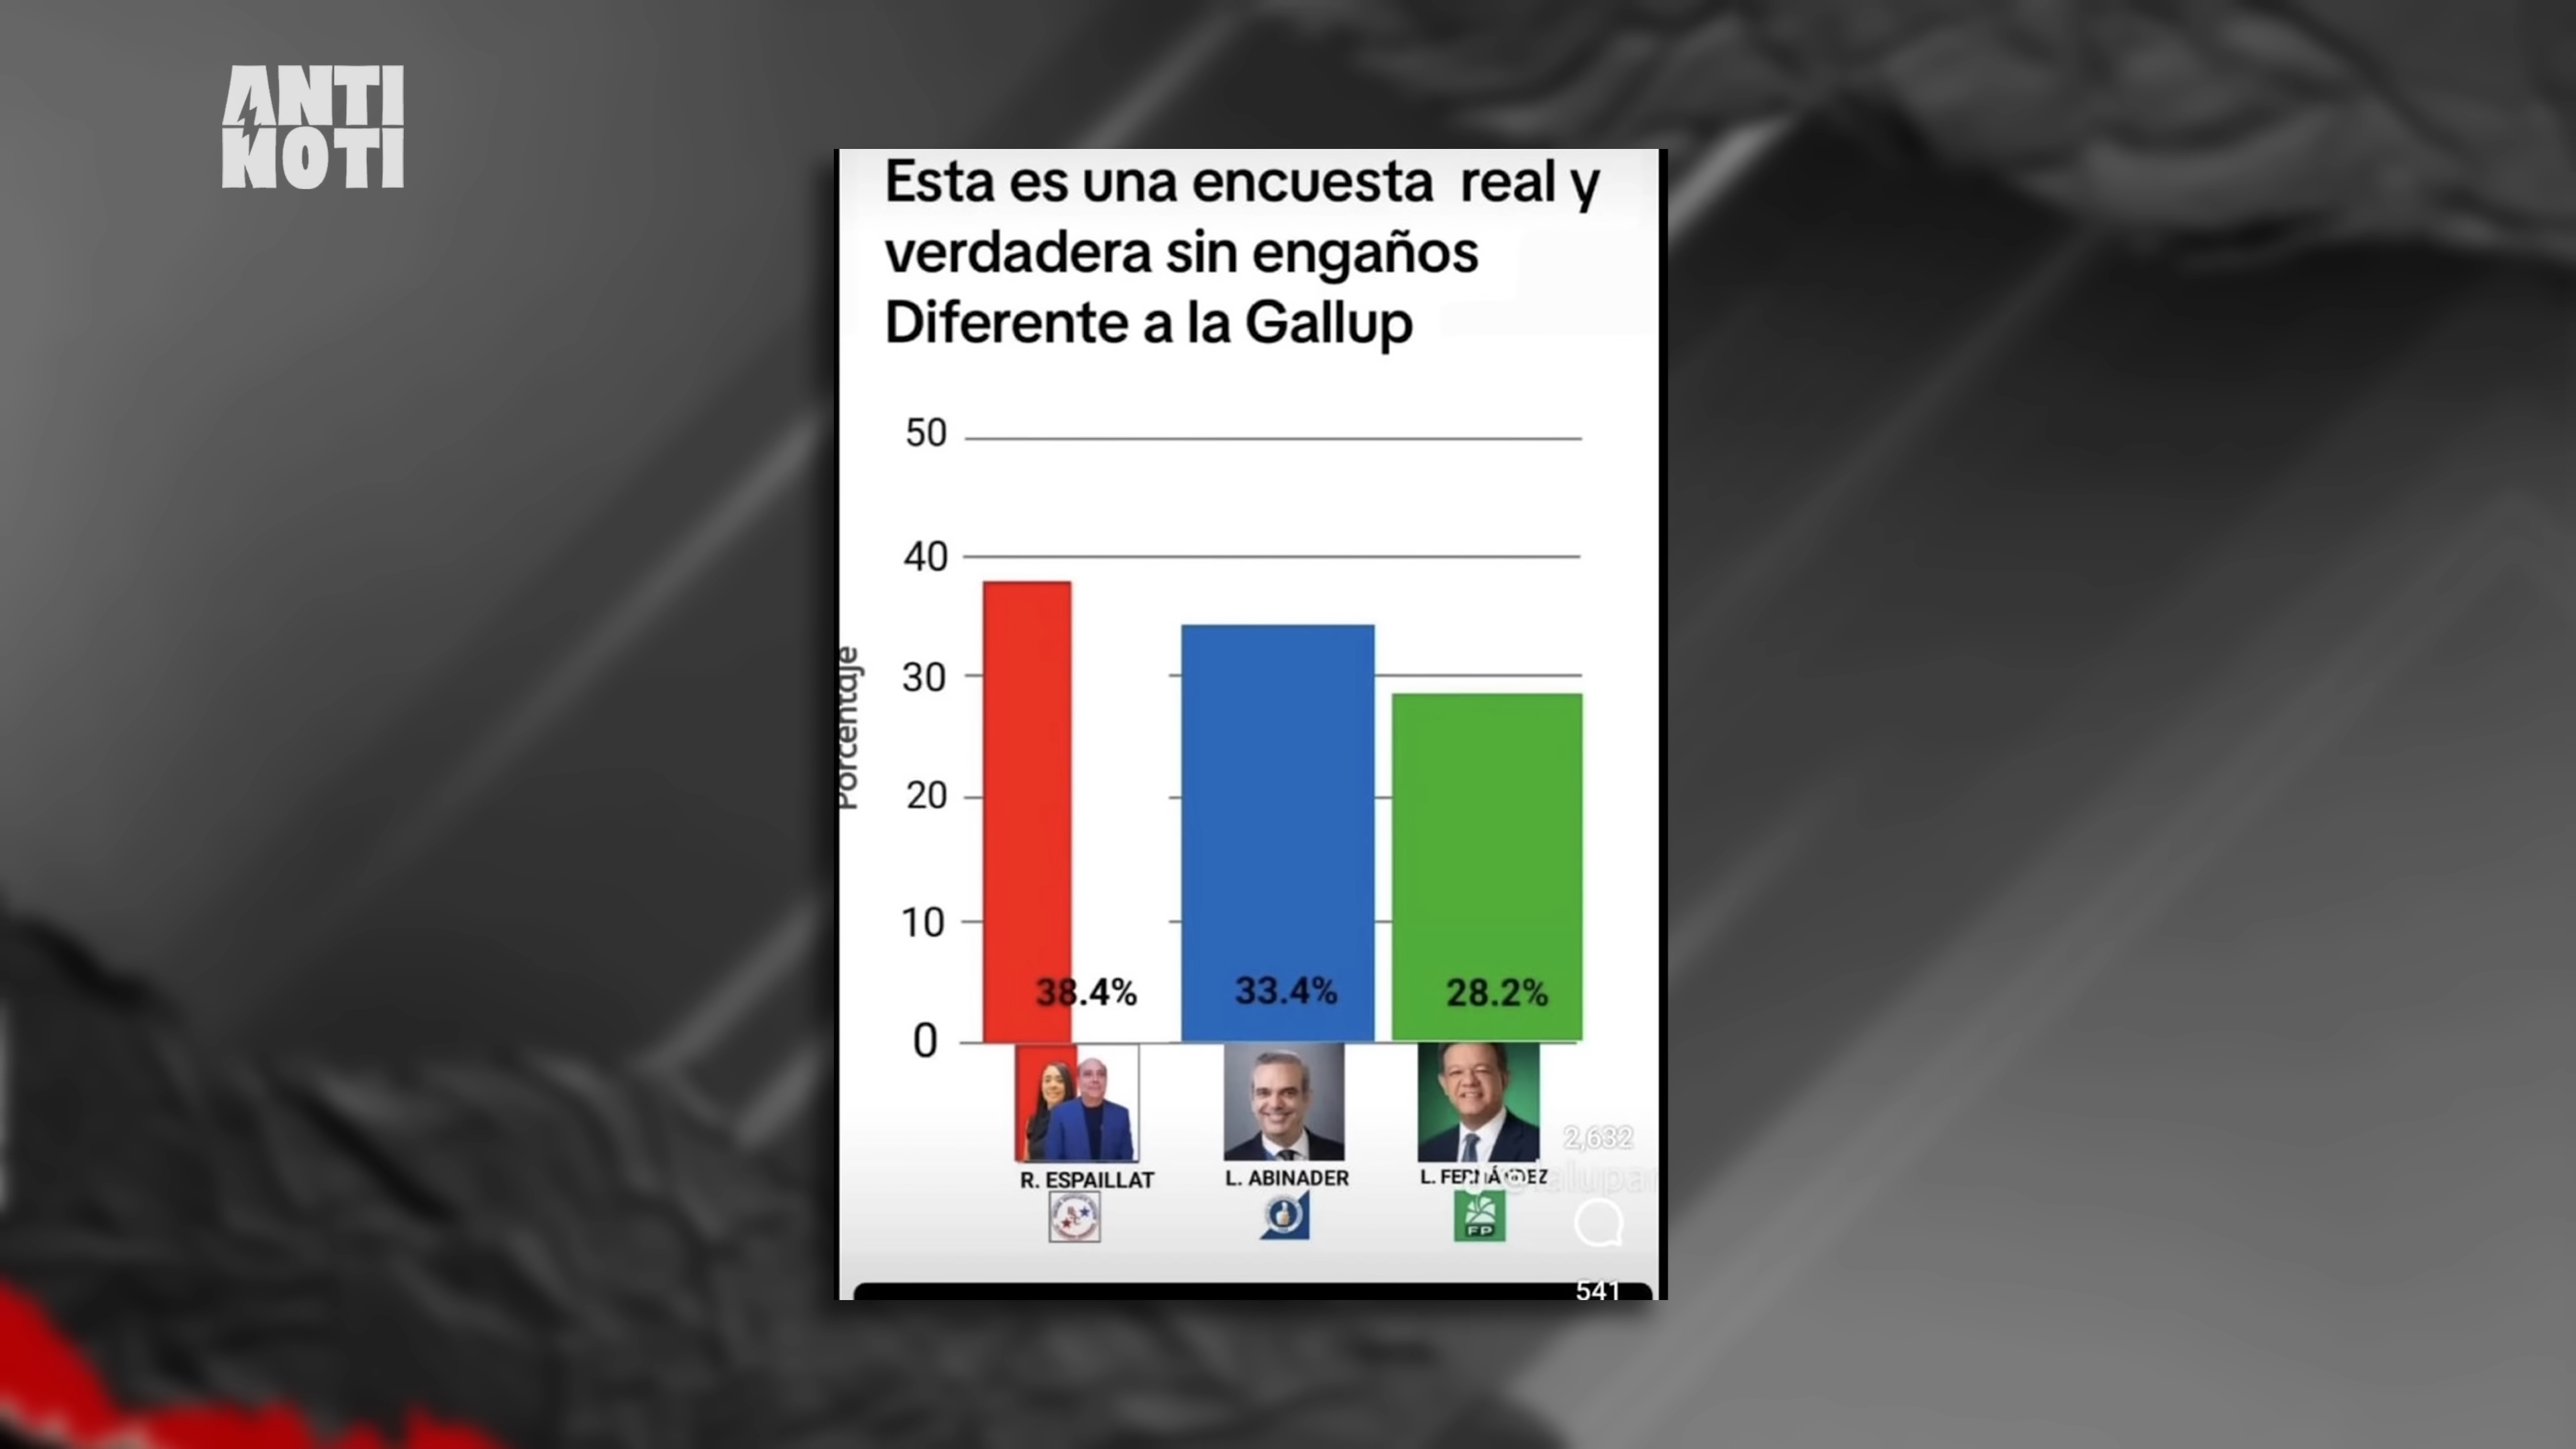 ANTI
NOTI
Esta es una encuesta real y
verdadera sin engaños
Diferente a la Gallup
50
40
30
20
10
0
Porcentaje
38.4%
33.4%
28.2%
R. ESPAILLAT
L. ABINADER
L. FERNÁNDEZ
FP
2,632
541